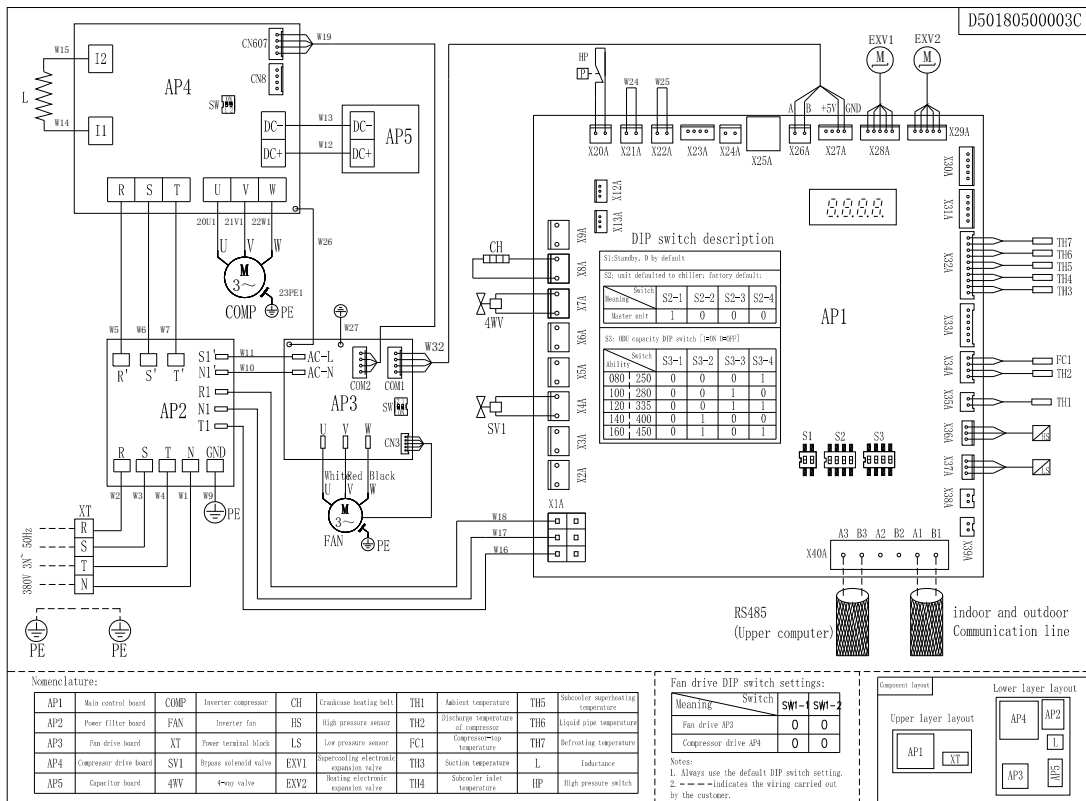 D50180500003C
W15
I2
L
W14
I1
AP4
CN607
W19
CN8
SW
ON
DC-
DC+
W13
W12
DC-
DC+
AP5
R S T
U V W
20U1 21V1 22W1
U V W
M
3~
COMP
23PE1
PE
W26
W27
W5 W6 W7
R' S' T'
S1'
N1'
R1
N1
T1
AP2
W11
W10
AC-L
AC-N
COM2
COM1
W32
AP3
SW
ON
CN3
U V W
White Red Black
U V W
M
3~
FAN
PE
R S T N GND
W2 W3 W4 W1 W9
PE
XT
R
S
T
N
380V 3N~ 50Hz
PE
PE
W18
W17
W16
HP
P
W24
W25
A B +5V GND
EXV1
M
EXV2
M
X20A X21A X22A X23A X24A X25A X26A X27A X28A X29A
X12A
X13A
X9A
X8A
X7A
X6A
X5A
X4A
X3A
X2A
X1A
CH
4WV
SV1
X30A
X31A
X32A
X33A
X34A
X35A
X36A
X37A
X38A
X39A
TH7
TH6
TH5
TH4
TH3
FC1
TH2
TH1
HS
LS
8.8.8.8.
AP1
DIP switch description
S1:Standby, 0 by default
S2: unit defaulted to chiller; factory default:
Switch
Meaning S2-1 S2-2 S2-3 S2-4
Master unit 1 0 0 0
S3: ODU capacity DIP switch [1=ON 0=OFF]
Switch
Ability S3-1 S3-2 S3-3 S3-4
080 250 0 0 0 1
100 280 0 0 1 0
120 335 0 0 1 1
140 400 0 1 0 0
160 450 0 1 0 1
S1 S2 S3
X40A
A3 B3 A2 B2 A1 B1
RS485
(Upper computer)
indoor and outdoor
Communication line
Nomenclature:
AP1 Main control board COMP Inverter compressor CH Crankcase heating belt TH1 Ambient temperature TH5 Subcooler superheating temperature
AP2 Power filter board FAN Inverter fan HS High pressure sensor TH2 Discharge temperature of compressor TH6 Liquid pipe temperature
AP3 Fan drive board XT Power terminal block LS Low pressure sensor FC1 Compressor-top temperature TH7 Defrosting temperature
AP4 Compressor drive board SV1 Bypass solenoid valve EXV1 Supercooling electronic expansion valve TH3 Suction temperature L Inductance
AP5 Capacitor board 4WV 4-way valve EXV2 Heating electronic expansion valve TH4 Subcooler inlet temperature HP High pressure switch
Fan drive DIP switch settings:
Switch
Meaning SW1-1 SW1-2
Fan drive AP3 0 0
Compressor drive AP4 0 0
Notes:
1. Always use the default DIP switch setting.
2. -----indicates the wiring carried out
by the customer.
Component layout
Upper layer layout
AP1
XT
Lower layer layout
AP4
AP2
L
AP3
AP5